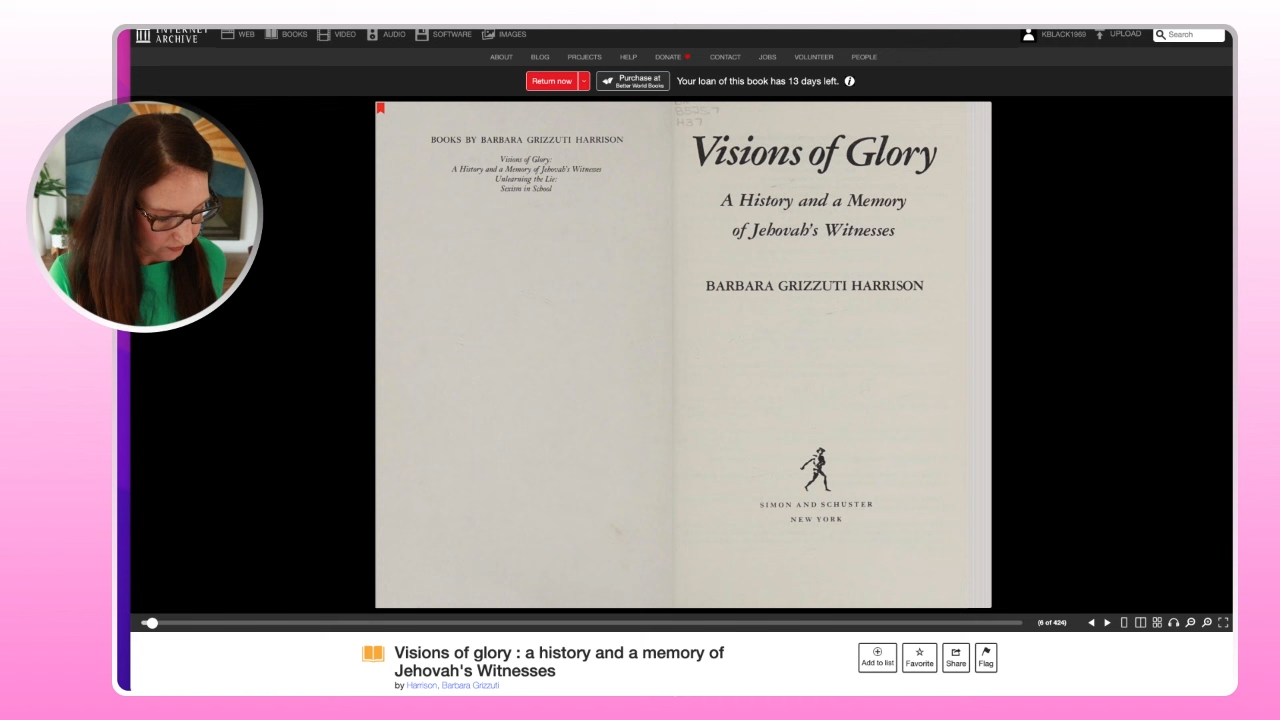 INTERNET
ARCHIVE
WEB
BOOKS
VIDEO
AUDIO
SOFTWARE
IMAGES
KBLACK1969
UPLOAD
Search
ABOUT
BLOG
PROJECTS
HELP
DONATE
CONTACT
JOBS
VOLUNTEER
PEOPLE
Return now
Purchase at
Better World Books
Your loan of this book has 13 days left.
BOOKS BY BARBARA GRIZZUTI HARRISON
Visions of Glory:
A History and a Memory of Jehovah's Witnesses
Unlearning the Lie:
Sexism in School
H37
Visions of Glory
A History and a Memory
of Jehovah's Witnesses
BARBARA GRIZZUTI HARRISON
SIMON AND SCHUSTER
NEW YORK
(6 of 424)
Visions of glory : a history and a memory of
Jehovah's Witnesses
by Harrison, Barbara Grizzuti
Add to list
Favorite
Share
Flag